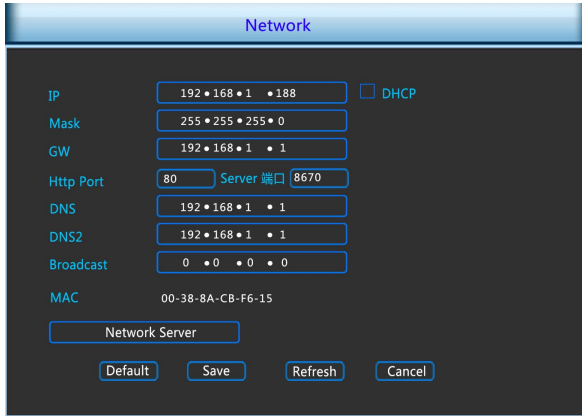 Network
IP 192•168•1•188 DHCP
Mask 255•255•255•0
GW 192•168•1•1
Http Port 80 Server 端口 8670
DNS 192•168•1•1
DNS2 192•168•1•1
Broadcast 0•0•0•0
MAC 00-38-8A-CB-F6-15
Network Server
Default Save Refresh Cancel